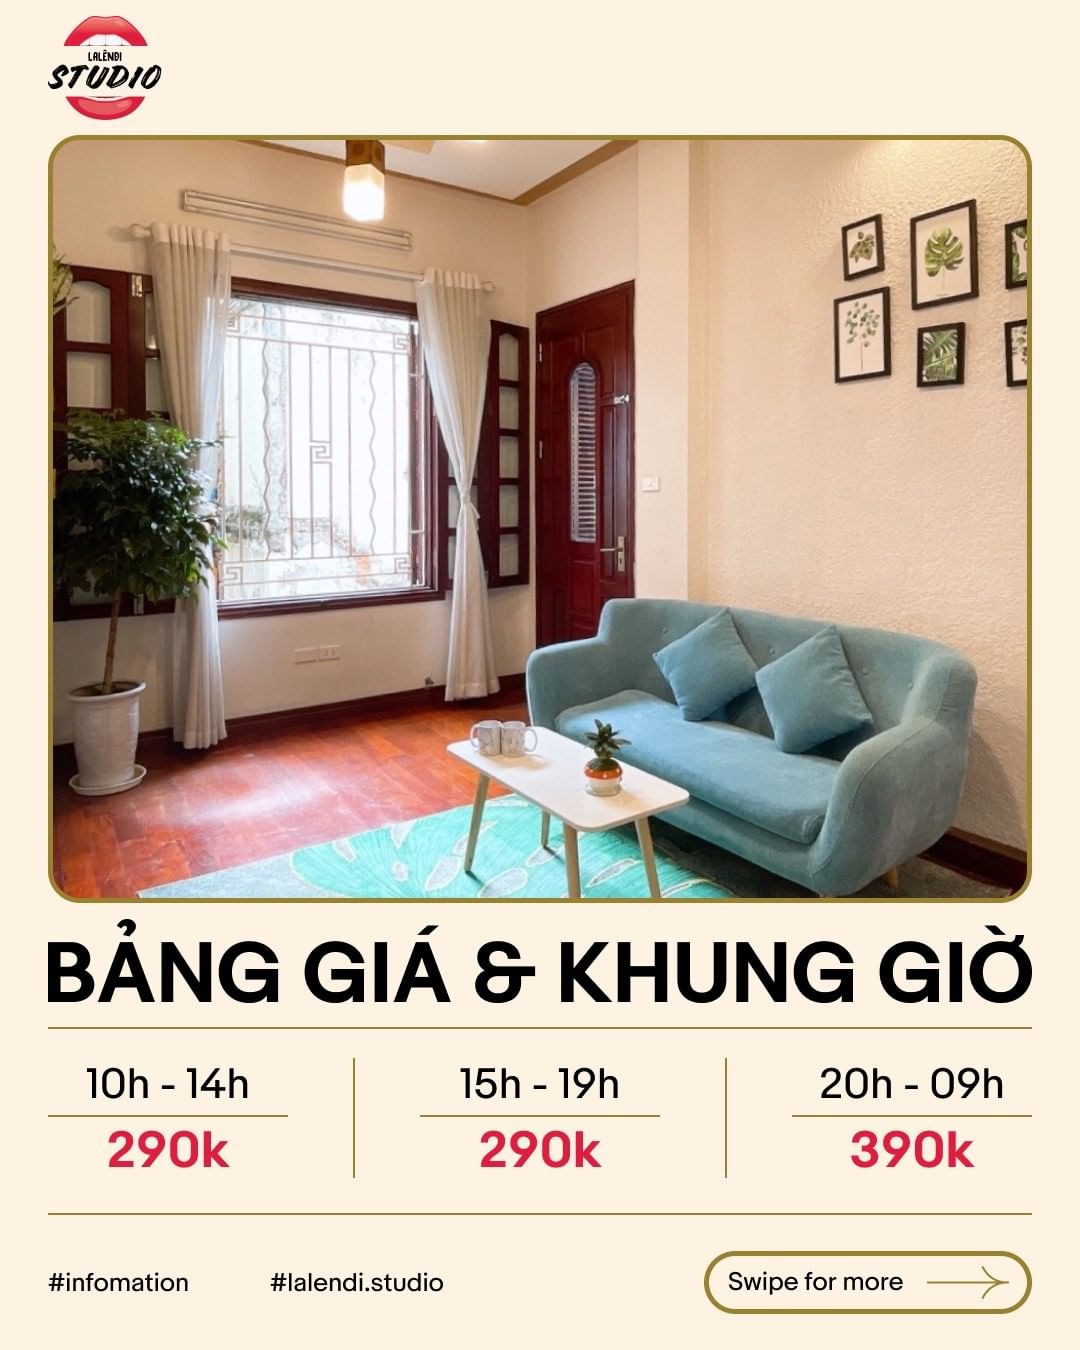 LALÊNĐI
STUDIO
BẢNG GIÁ & KHUNG GIỜ
10h - 14h
290k
15h - 19h
290k
20h - 09h
390k
#infomation
#lalendi.studio
Swipe for more